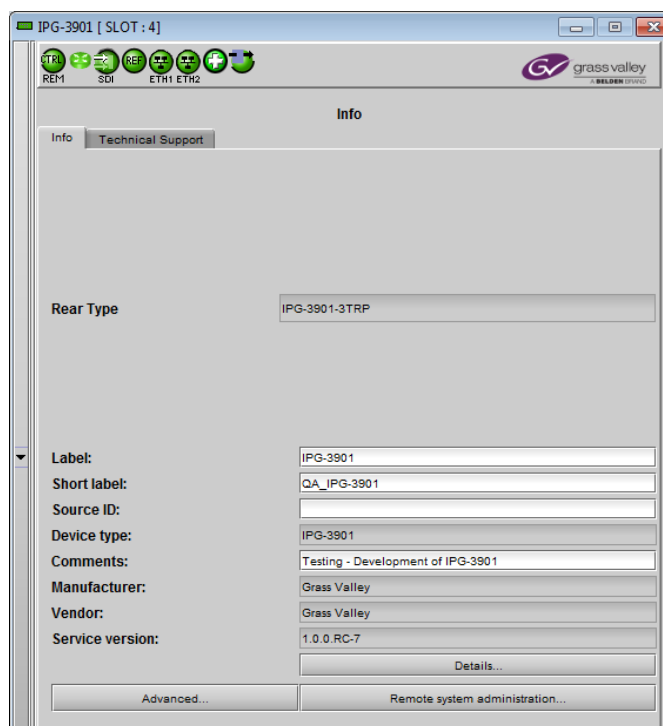 IPG-3901 [ SLOT : 4]
CTRL REF
REM SDI ETH1 ETH2
GV grass valley
A BELDEN BRAND
Info
Info Technical Support
Rear Type IPG-3901-3TRP
Label: IPG-3901
Short label: QA_IPG-3901
Source ID:
Device type: IPG-3901
Comments: Testing - Development of IPG-3901
Manufacturer: Grass Valley
Vendor: Grass Valley
Service version: 1.0.0.RC-7
Details...
Advanced... Remote system administration...